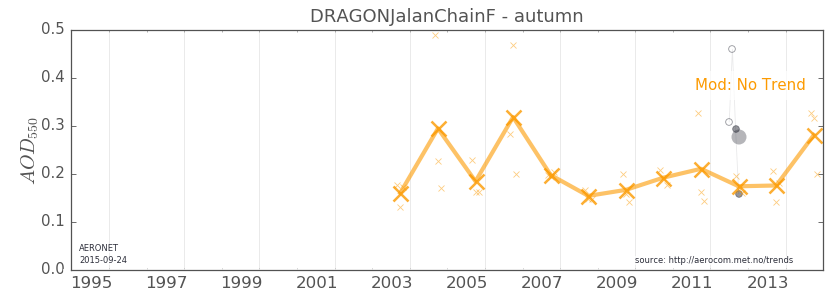 DRAGONJalanChainF - autumn
0.5
0.4
0.3
0.2
0.1
0.0
AOD550
Mod: No Trend
AERONET
2015-09-24
source: http://aerocom.met.no/trends
1995 1997 1999 2001 2003 2005 2007 2009 2011 2013